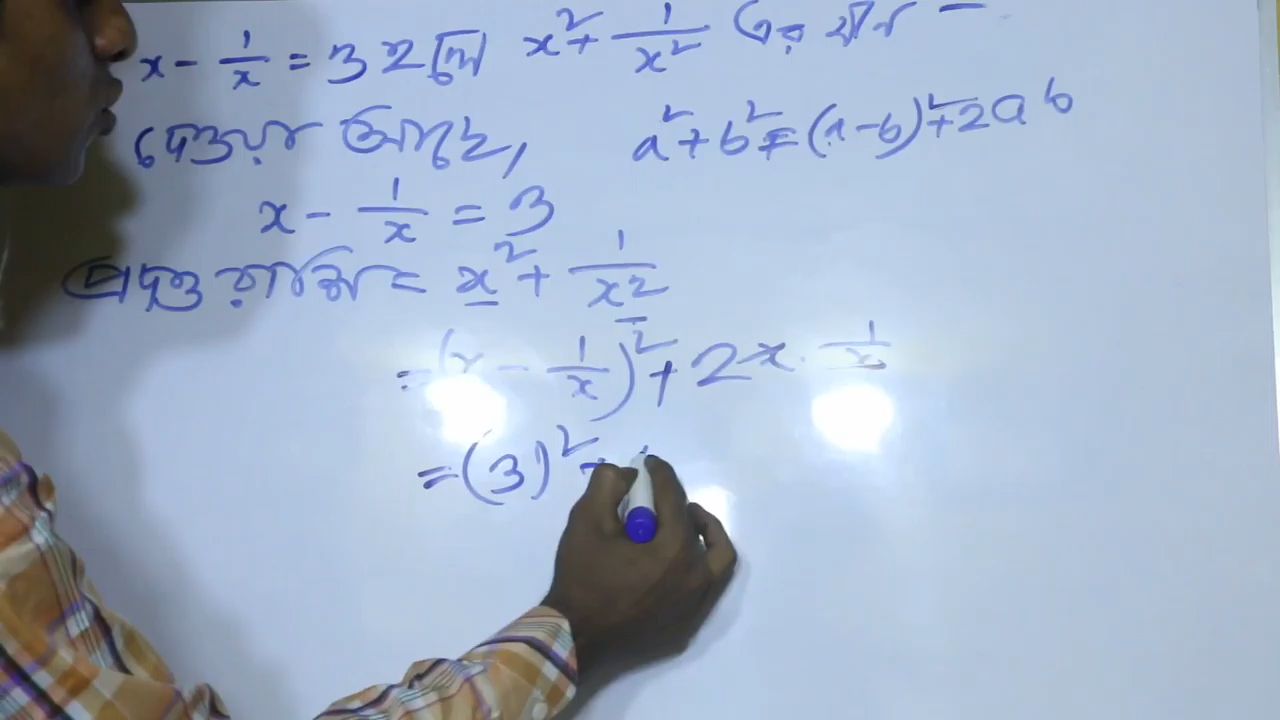 x - 1/x = 3 হলে x² + 1/x² এর মান -
দেওয়া আছে, a² + b² = (a-b)² + 2ab
x - 1/x = 3
প্রদত্ত রাশি = x² + 1/x²
= (x - 1/x)² + 2x · 1/x
= (3)² +